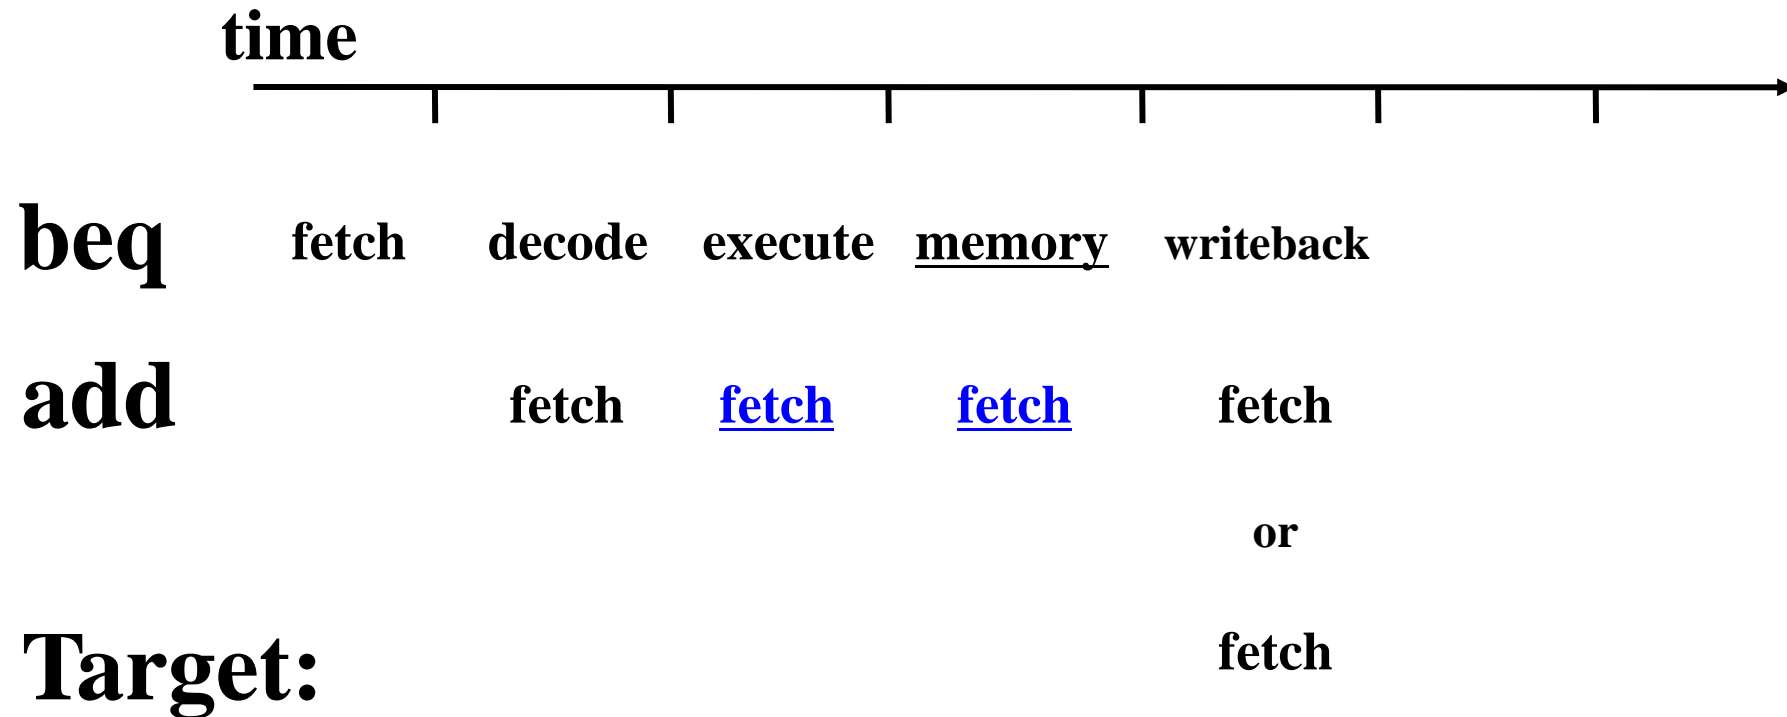 time
beq fetch decode execute memory writeback
add fetch fetch fetch fetch
or
Target: fetch